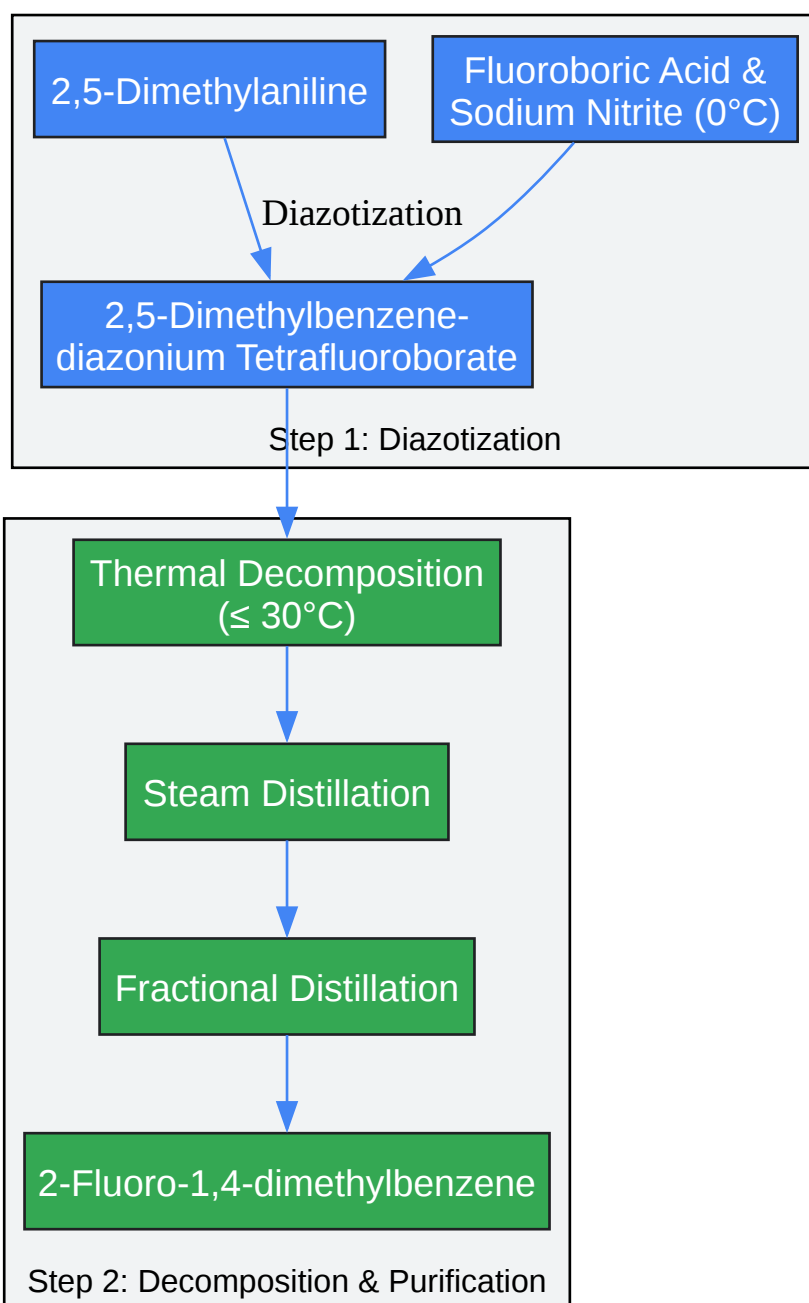 2,5-Dimethylaniline
Fluoroboric Acid &
Sodium Nitrite (0°C)
Diazotization
2,5-Dimethylbenzene-
diazonium Tetrafluoroborate
Step 1: Diazotization
Thermal Decomposition
(≤ 30°C)
Steam Distillation
Fractional Distillation
2-Fluoro-1,4-dimethylbenzene
Step 2: Decomposition & Purification